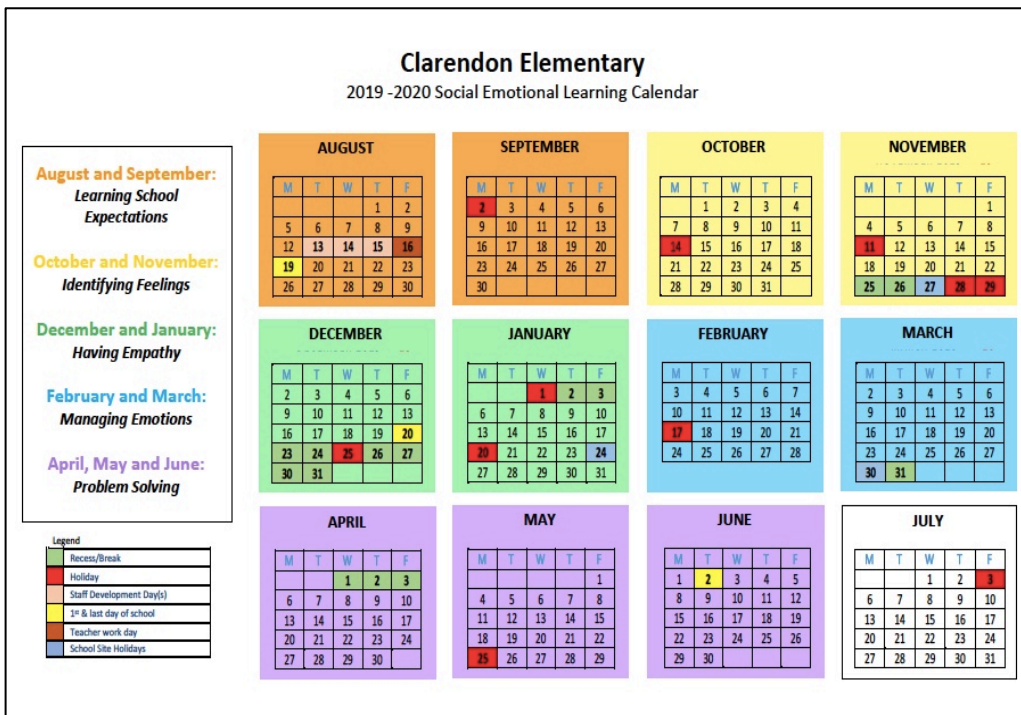 Clarendon Elementary
2019 -2020 Social Emotional Learning Calendar
August and September:
Learning School
Expectations
October and November:
Identifying Feelings
December and January:
Having Empathy
February and March:
Managing Emotions
April, May and June:
Problem Solving
Legend
Recess/Break
Holiday
Staff Development Day(s)
1st & last day of school
Teacher work day
School Site Holidays
AUGUST
M T W T F
1 2
5 6 7 8 9
12 13 14 15 16
19 20 21 22 23
26 27 28 29 30
SEPTEMBER
M T W T F
2 3 4 5 6
9 10 11 12 13
16 17 18 19 20
23 24 25 26 27
30
OCTOBER
M T W T F
1 2 3 4
7 8 9 10 11
14 15 16 17 18
21 22 23 24 25
28 29 30 31
NOVEMBER
M T W T F
1
4 5 6 7 8
11 12 13 14 15
18 19 20 21 22
25 26 27 28 29
DECEMBER
M T W T F
2 3 4 5 6
9 10 11 12 13
16 17 18 19 20
23 24 25 26 27
30 31
JANUARY
M T W T F
1 2 3
6 7 8 9 10
13 14 15 16 17
20 21 22 23 24
27 28 29 30 31
FEBRUARY
M T W T F
3 4 5 6 7
10 11 12 13 14
17 18 19 20 21
24 25 26 27 28
MARCH
M T W T F
2 3 4 5 6
9 10 11 12 13
16 17 18 19 20
23 24 25 26 27
30 31
APRIL
M T W T F
1 2 3
6 7 8 9 10
13 14 15 16 17
20 21 22 23 24
27 28 29 30
MAY
M T W T F
1
4 5 6 7 8
11 12 13 14 15
18 19 20 21 22
25 26 27 28 29
JUNE
M T W T F
1 2 3 4 5
8 9 10 11 12
15 16 17 18 19
22 23 24 25 26
29 30
JULY
M T W T F
1 2 3
6 7 8 9 10
13 14 15 16 17
20 21 22 23 24
27 28 29 30 31